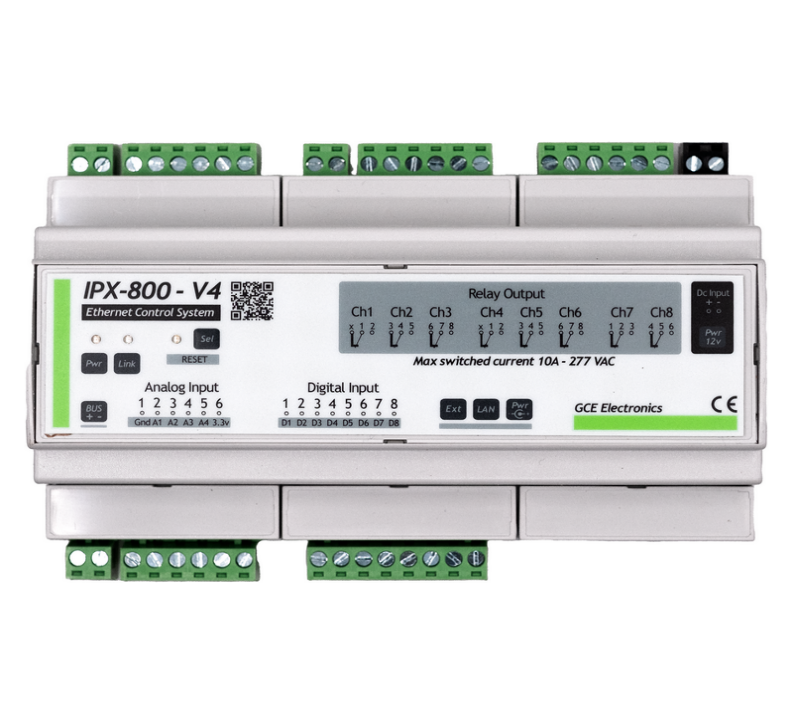 IPX-800 - V4
Ethernet Control System
Pwr Link Sel
RESET
Relay Output
Ch1 Ch2 Ch3 Ch4 Ch5 Ch6 Ch7 Ch8
x 1 2 3 4 5 6 7 8 x 1 2 3 4 5 6 7 8 1 2 3 4 5 6
Max switched current 10A - 277 VAC
Dc Input
+ -
Pwr
12v
Analog Input
1 2 3 4 5 6
Gnd A1 A2 A3 A4 3.3v
BUS
+ -
Digital Input
1 2 3 4 5 6 7 8
D1 D2 D3 D4 D5 D6 D7 D8
Ext LAN Pwr
GCE Electronics
CE